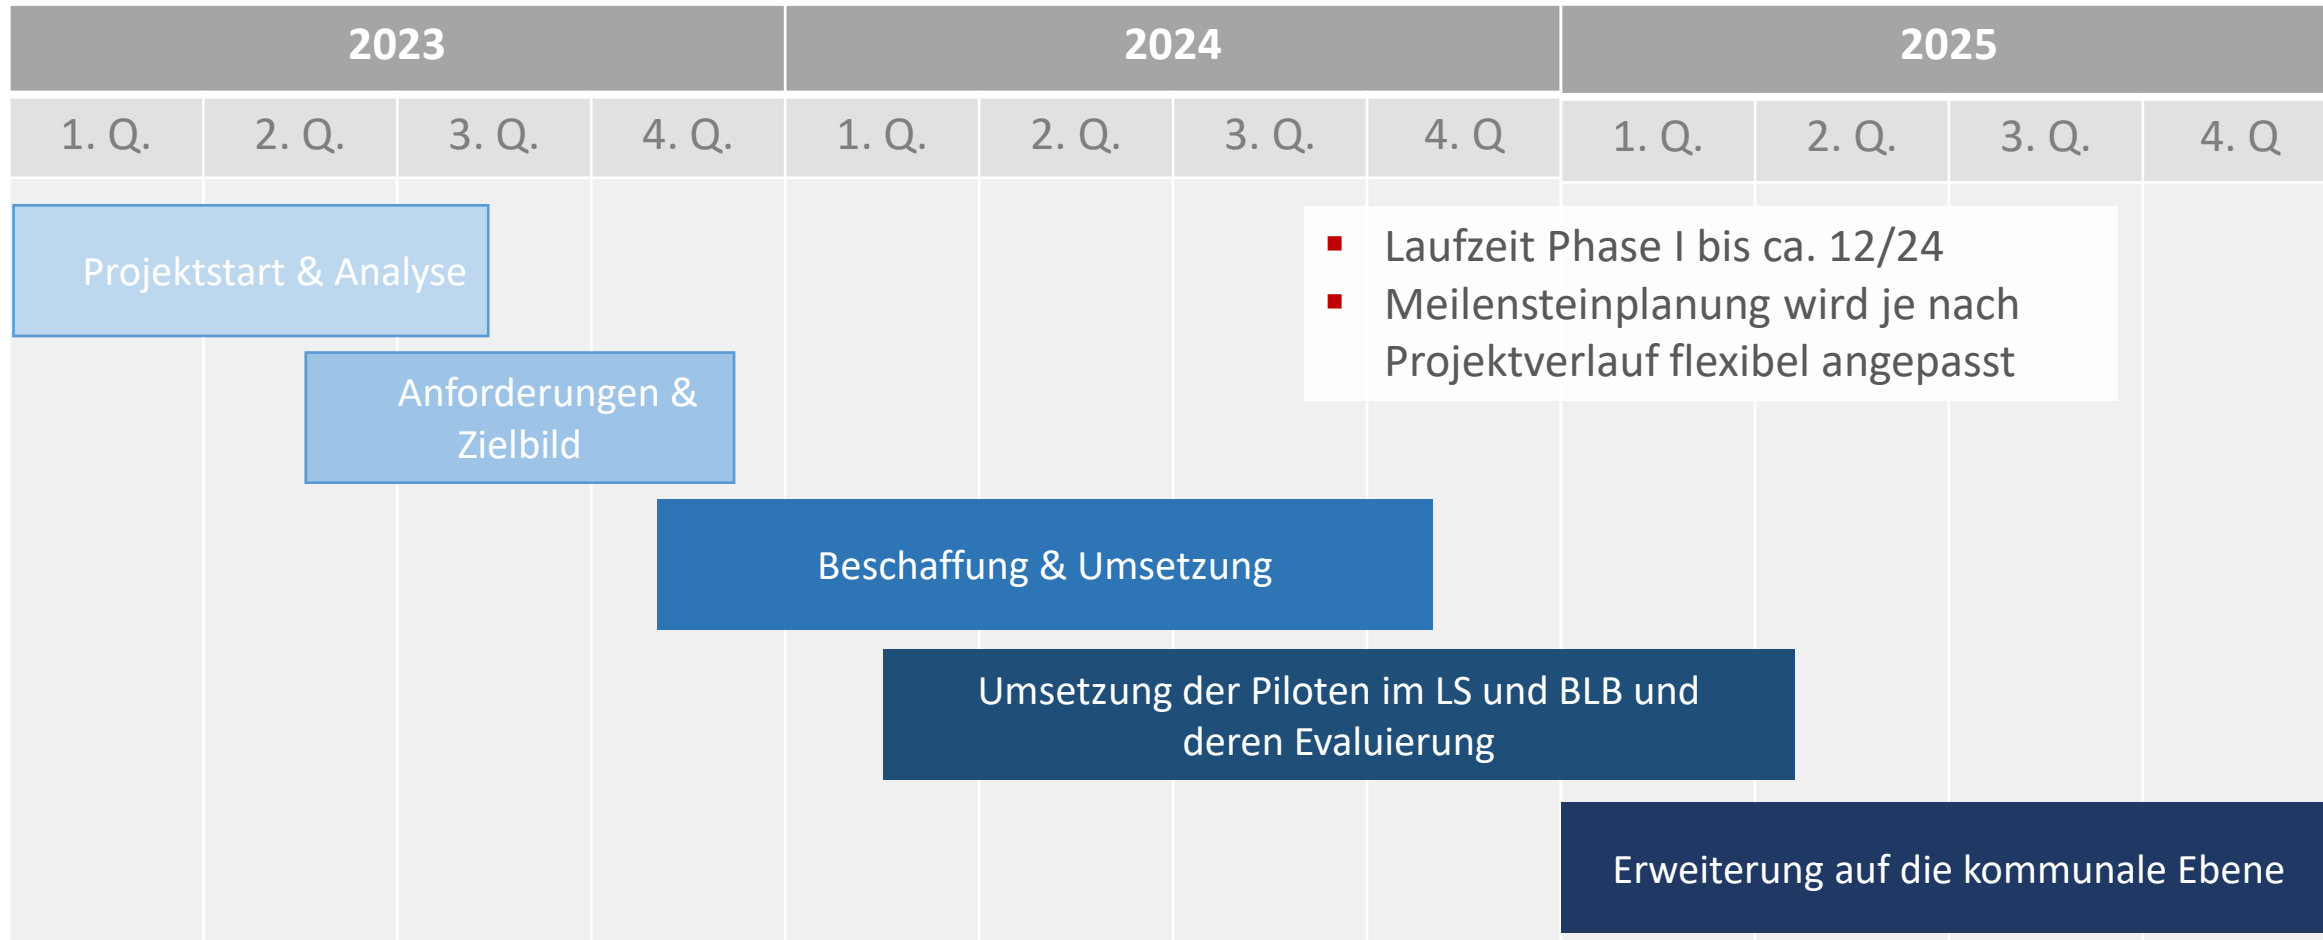 2023 2024 2025
1. Q. 2. Q. 3. Q. 4. Q. 1. Q. 2. Q. 3. Q. 4. Q 1. Q. 2. Q. 3. Q. 4. Q
Projektstart & Analyse
▪ Laufzeit Phase I bis ca. 12/24
▪ Meilensteinplanung wird je nach
Projektverlauf flexibel angepasst
Anforderungen &
Zielbild
Beschaffung & Umsetzung
Umsetzung der Piloten im LS und BLB und
deren Evaluierung
Erweiterung auf die kommunale Ebene